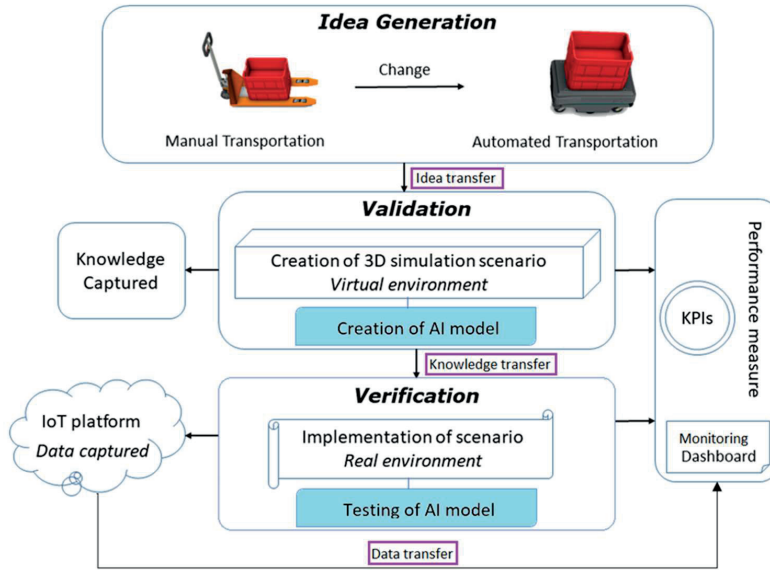 Idea Generation
Change
Manual Transportation
Automated Transportation
Idea transfer
Validation
Creation of 3D simulation scenario
Virtual environment
Creation of AI model
Knowledge
Captured
Performance measure
KPIs
Knowledge transfer
Verification
IoT platform
Data captured
Implementation of scenario
Real environment
Testing of AI model
Monitoring
Dashboard
Data transfer